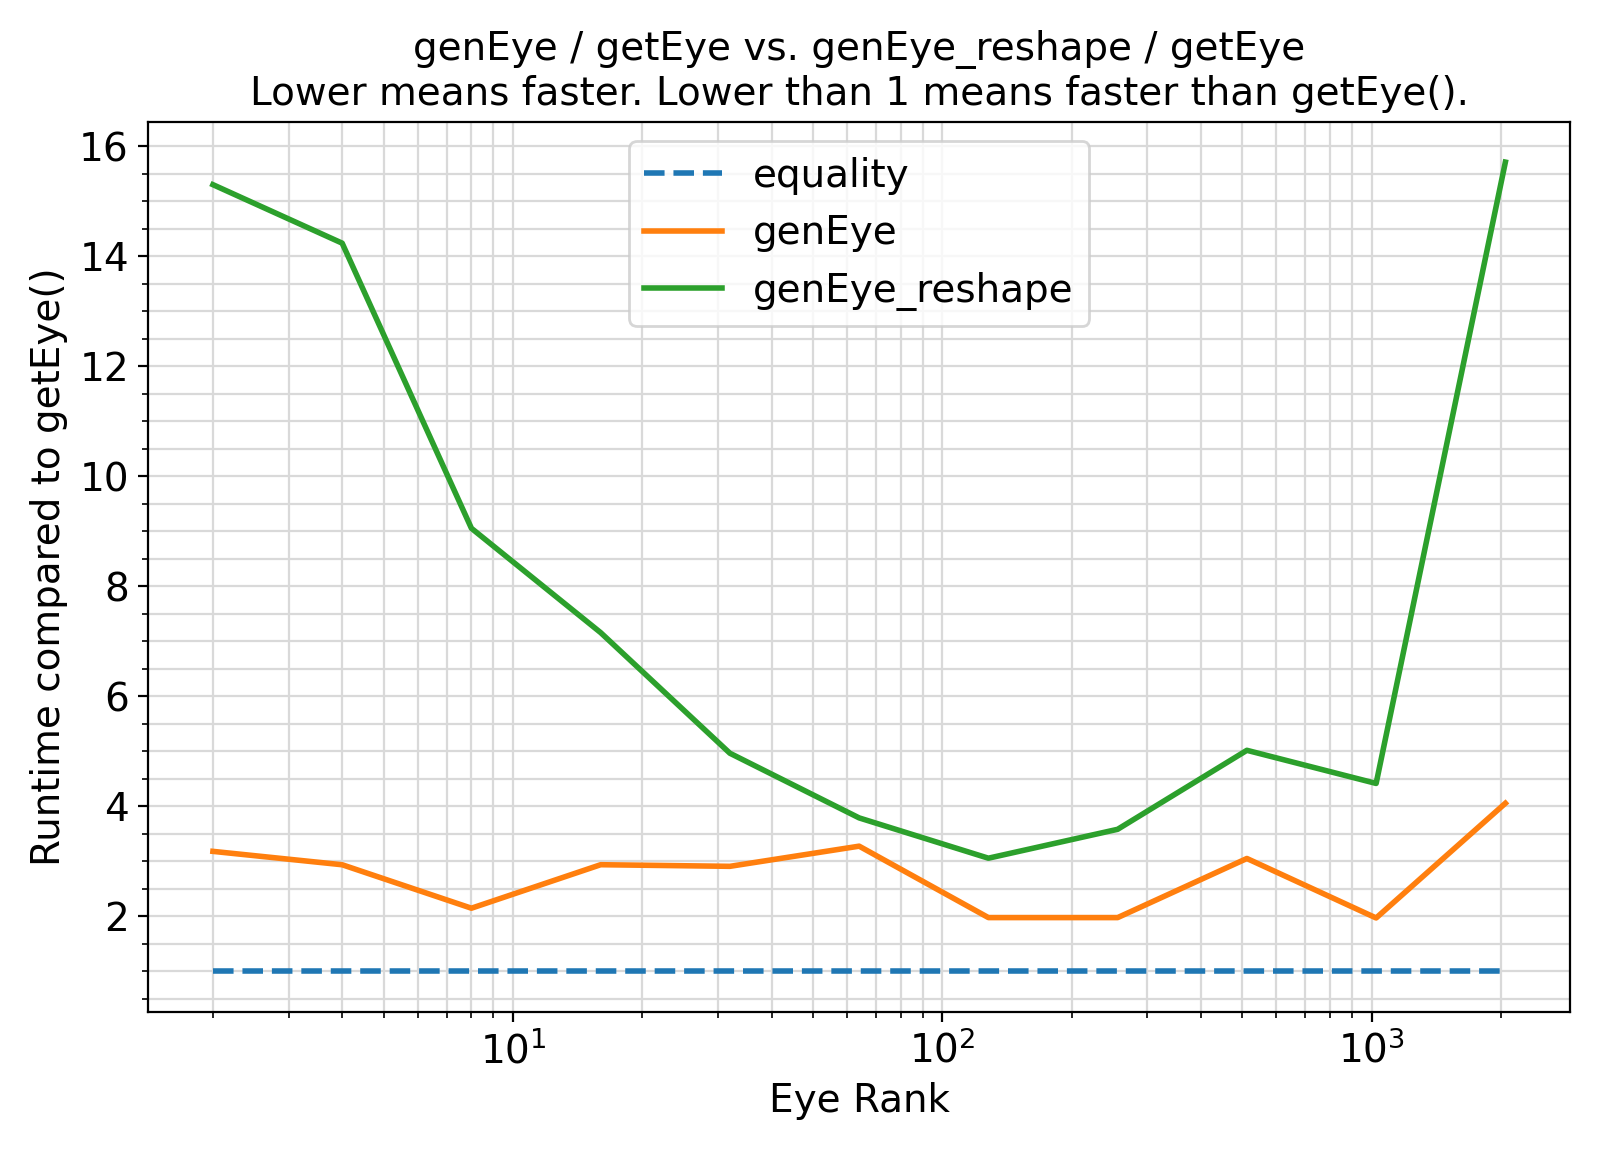 genEye / getEye vs. genEye_reshape / getEye
Lower means faster. Lower than 1 means faster than getEye().
equality
genEye
genEye_reshape
Runtime compared to getEye()
16
14
12
10
8
6
4
2
10¹
10²
10³
Eye Rank